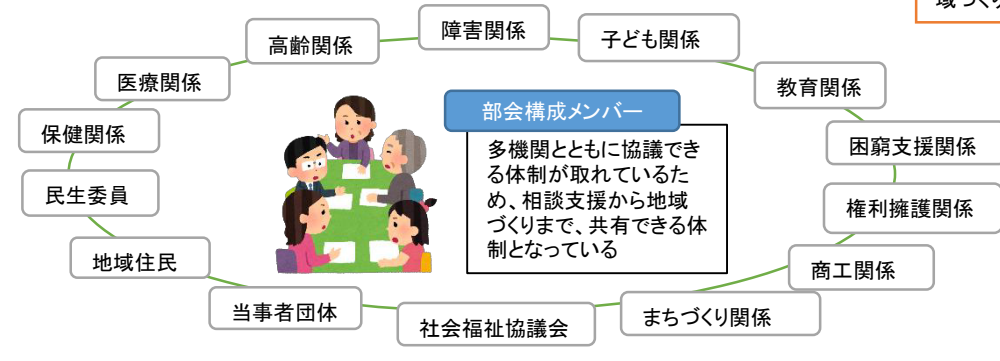 域づくり
障害関係
高齢関係
子ども関係
医療関係
教育関係
保健関係
部会構成メンバー
多機関とともに協議でき
る体制が取れているた
め、相談支援から地域
づくりまで、共有できる体
制となっている
困窮支援関係
民生委員
権利擁護関係
地域住民
商工関係
当事者団体
社会福祉協議会
まちづくり関係